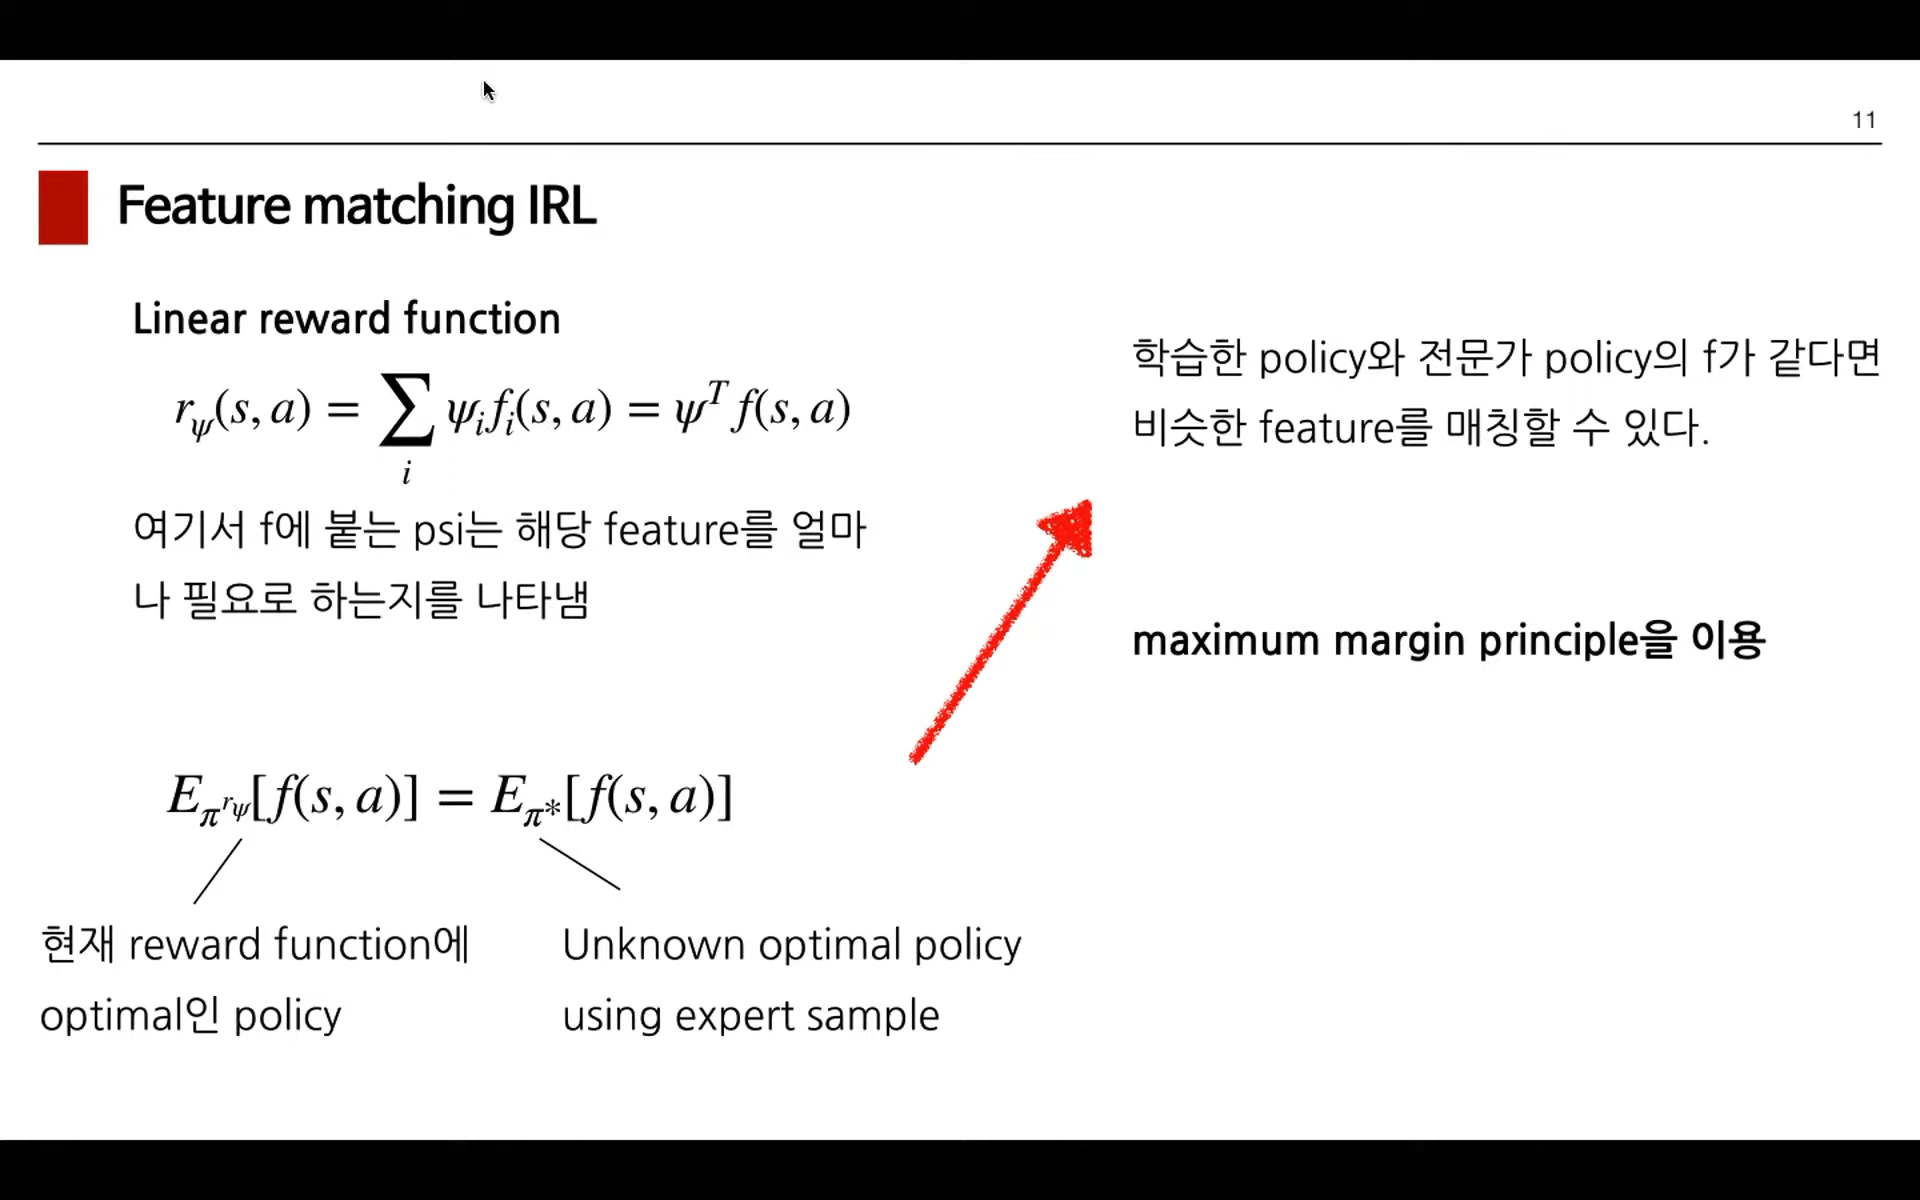 11
Feature matching IRL
Linear reward function
r_ψ(s, a) = ∑_i ψ_i f_i(s, a) = ψ^T f(s, a)
여기서 f에 붙는 psi는 해당 feature를 얼마
나 필요로 하는지를 나타냄
E_{π^{r_ψ}}[f(s, a)] = E_{π*}[f(s, a)]
현재 reward function에
optimal인 policy
Unknown optimal policy
using expert sample
학습한 policy와 전문가 policy의 f가 같다면
비슷한 feature를 매칭할 수 있다.
maximum margin principle을 이용